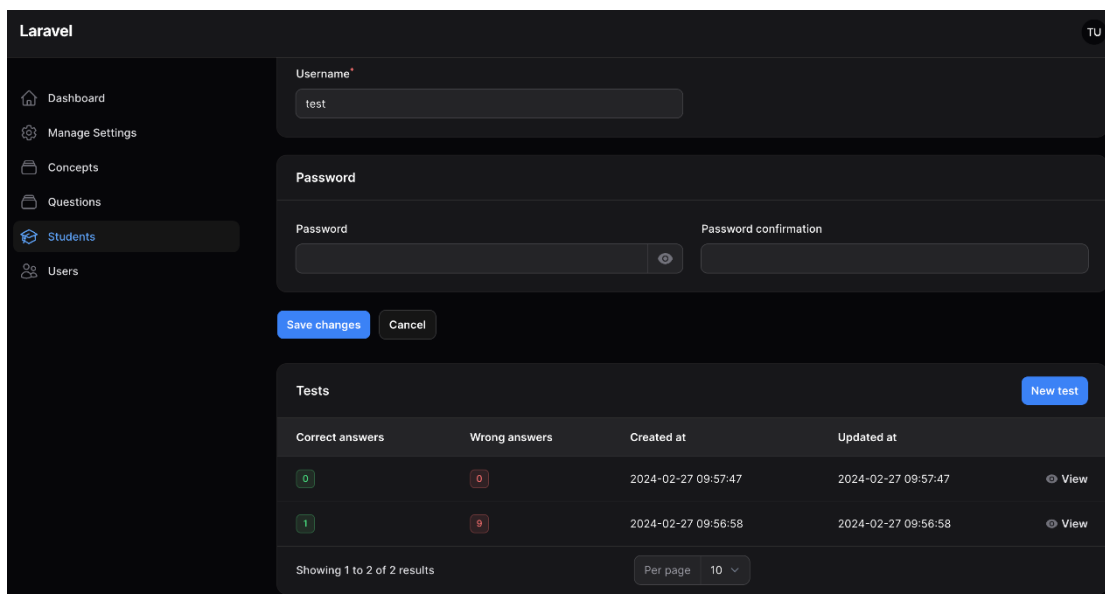 Laravel
TU
Dashboard
Manage Settings
Concepts
Questions
Students
Users
Username*
test
Password
Password
Password confirmation
Save changes
Cancel
Tests
New test
Correct answers Wrong answers Created at Updated at
0 0 2024-02-27 09:57:47 2024-02-27 09:57:47 View
1 9 2024-02-27 09:56:58 2024-02-27 09:56:58 View
Showing 1 to 2 of 2 results
Per page 10